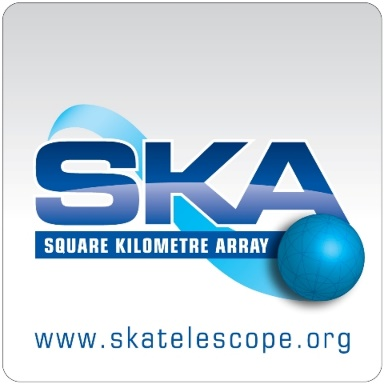 SKA
SQUARE KILOMETRE ARRAY
www.skatelescope.org